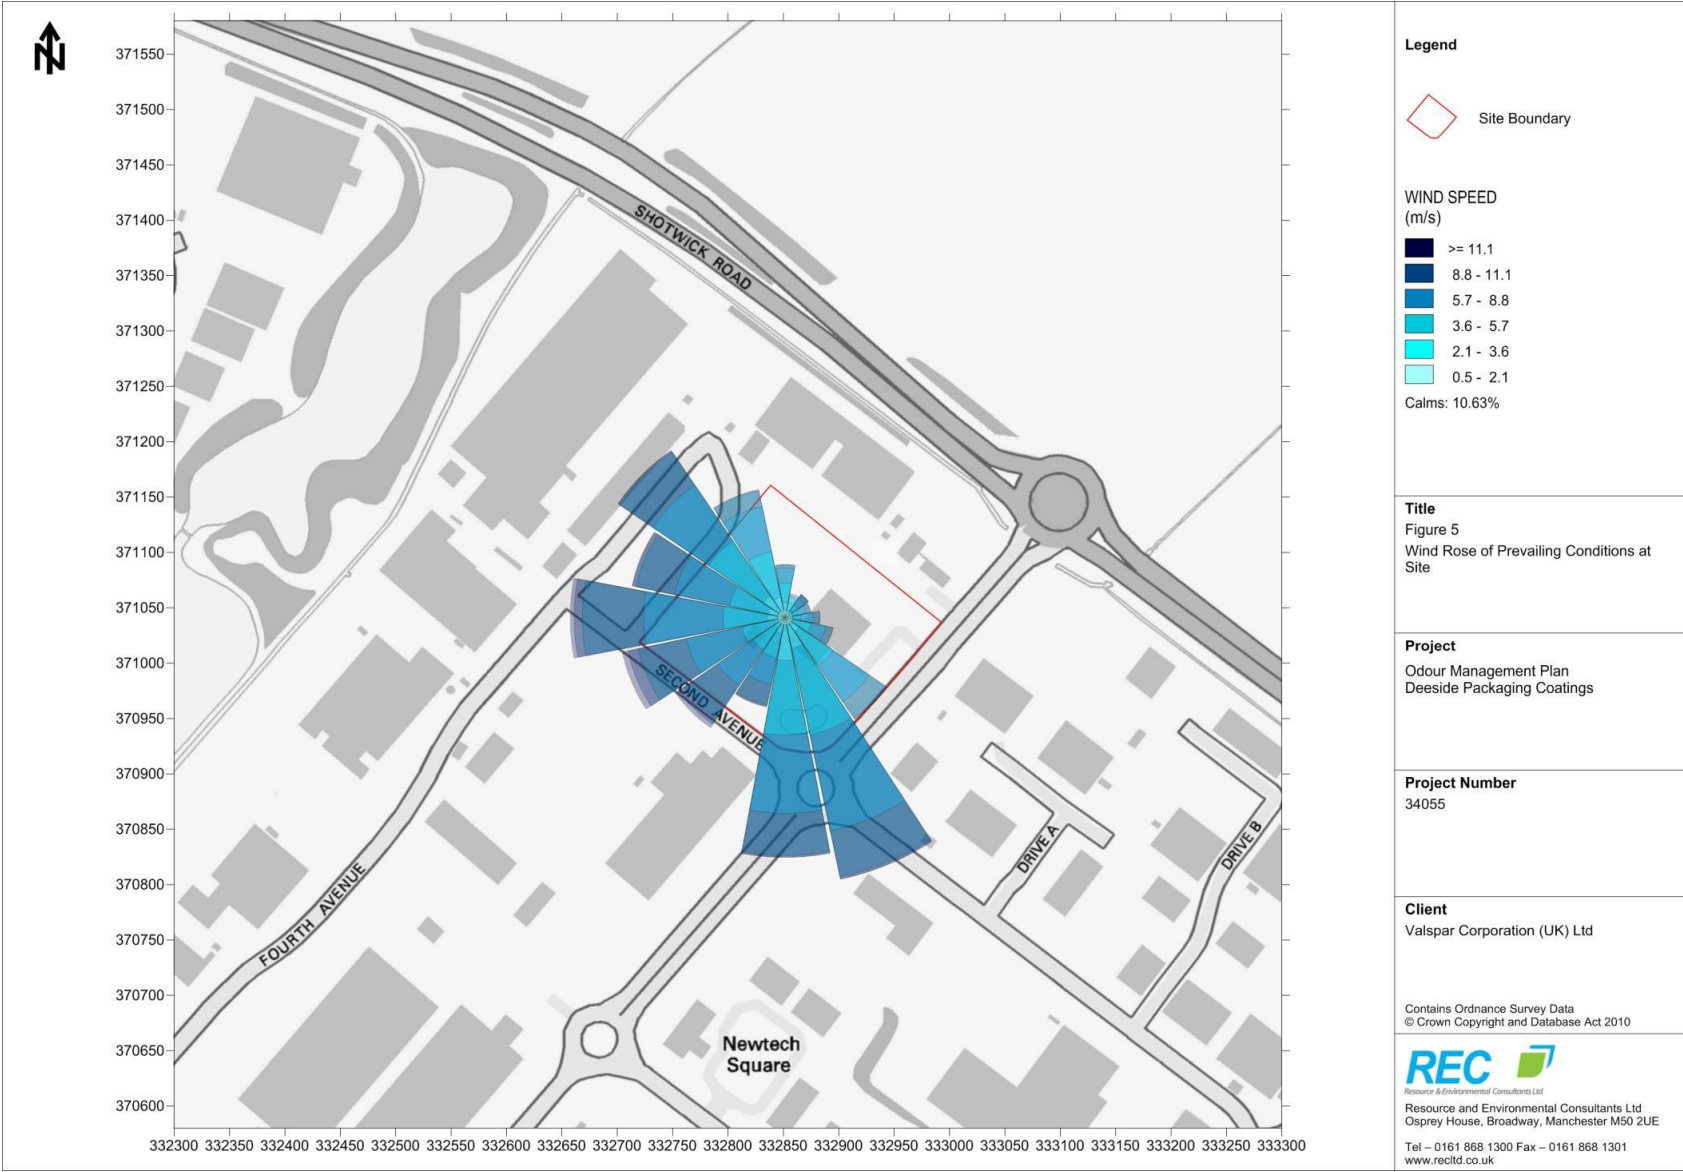 N
371550
371500
371450
371400
371350
371300
371250
371200
371150
371100
371050
371000
370950
370900
370850
370800
370750
370700
370650
370600
332300 332350 332400 332450 332500 332550 332600 332650 332700 332750 332800 332850 332900 332950 333000 333050 333100 333150 333200 333250 333300
SHOTWICK ROAD
SECOND AVENUE
FOURTH AVENUE
DRIVE A
DRIVE B
Newtech
Square
Legend
Site Boundary
WIND SPEED
(m/s)
>= 11.1
8.8 - 11.1
5.7 - 8.8
3.6 - 5.7
2.1 - 3.6
0.5 - 2.1
Calms: 10.63%
Title
Figure 5
Wind Rose of Prevailing Conditions at
Site
Project
Odour Management Plan
Deeside Packaging Coatings
Project Number
34055
Client
Valspar Corporation (UK) Ltd
Contains Ordnance Survey Data
© Crown Copyright and Database Act 2010
REC
Resource & Environmental Consultants Ltd
Resource and Environmental Consultants Ltd
Osprey House, Broadway, Manchester M50 2UE
Tel – 0161 868 1300 Fax – 0161 868 1301
www.recltd.co.uk